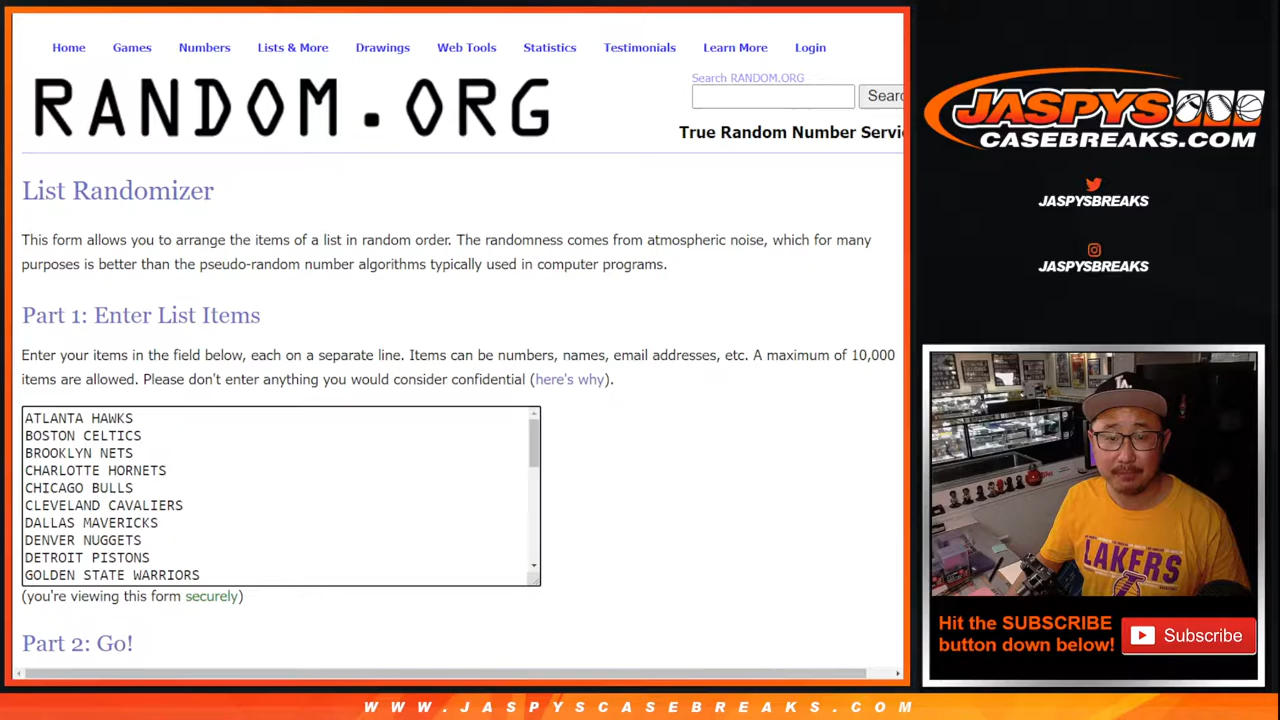 Home Games Numbers Lists & More Drawings Web Tools Statistics Testimonials Learn More Login
RANDOM.ORG
Search RANDOM.ORG
Searc
True Random Number Servi
List Randomizer
This form allows you to arrange the items of a list in random order. The randomness comes from atmospheric noise, which for many
purposes is better than the pseudo-random number algorithms typically used in computer programs.
Part 1: Enter List Items
Enter your items in the field below, each on a separate line. Items can be numbers, names, email addresses, etc. A maximum of 10,000
items are allowed. Please don't enter anything you would consider confidential (here's why).
ATLANTA HAWKS
BOSTON CELTICS
BROOKLYN NETS
CHARLOTTE HORNETS
CHICAGO BULLS
CLEVELAND CAVALIERS
DALLAS MAVERICKS
DENVER NUGGETS
DETROIT PISTONS
GOLDEN STATE WARRIORS
(you're viewing this form securely)
Part 2: Go!
JASPYS
CASEBREAKS.COM
JASPYSBREAKS
JASPYSBREAKS
LAKERS
Hit the SUBSCRIBE
button down below!
Subscribe
WWW.JASPYSCASEBREAKS.COM